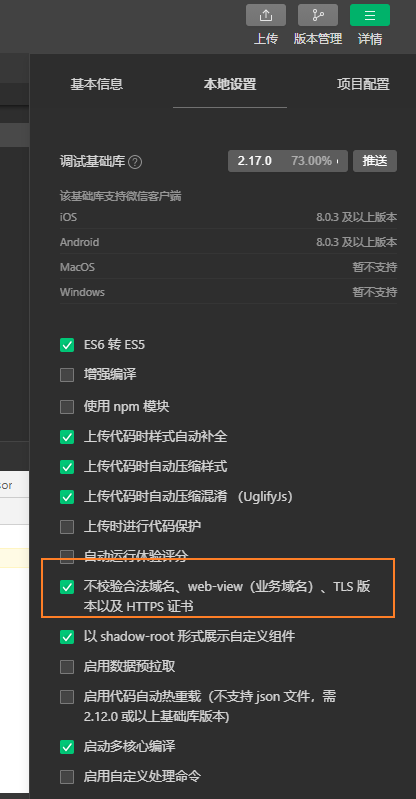 上传 版本管理 详情
基本信息 本地设置 项目配置
调试基础库 ? 2.17.0 73.00% 推送
该基础库支持微信客户端
iOS 8.0.3 及以上版本
Android 8.0.3 及以上版本
MacOS 暂不支持
Windows 暂不支持
ES6 转 ES5
增强编译
使用 npm 模块
上传代码时样式自动补全
上传代码时自动压缩样式
上传代码时自动压缩混淆 （UglifyJs）
上传时进行代码保护
sor
自动运行体验评分
不校验合法域名、web-view（业务域名）、TLS 版
本以及 HTTPS 证书
以 shadow-root 形式展示自定义组件
启用数据预拉取
启用代码自动热重载（不支持 json 文件，需
2.12.0 或以上基础库版本)
启动多核心编译
启用自定义处理命令